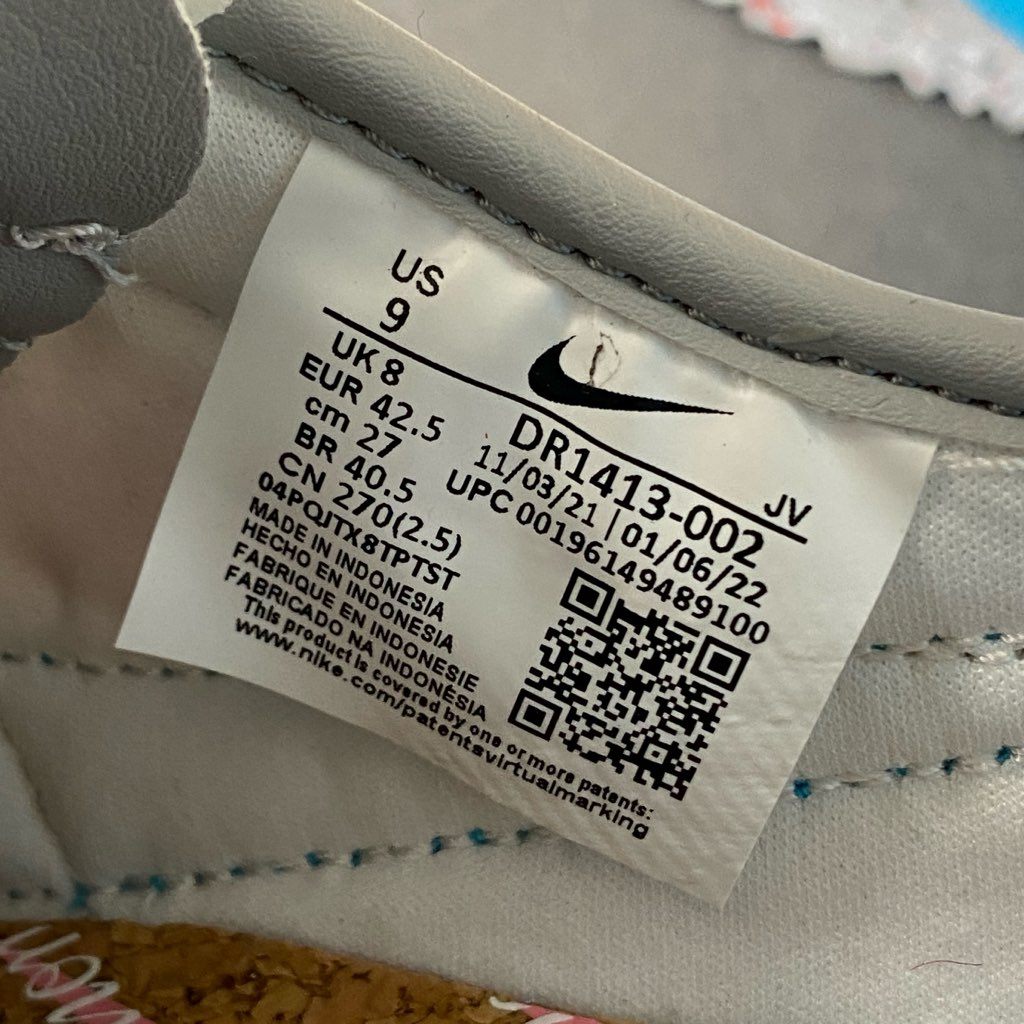 US
9
UK 8
EUR 42.5
cm 27
BR 40.5
CN 270(2.5)
04PQJTX8TPTST
MADE IN INDONESIA
HECHO EN INDONESIA
FABRIQUE EN INDONESIE
FABRICADO NA INDONÉSIA
This product is covered by one or more patents:
www.nike.com/patentsvirtualmarking
JV
DR1413-002
11/03/21 | 01/06/22
UPC 00196149489100